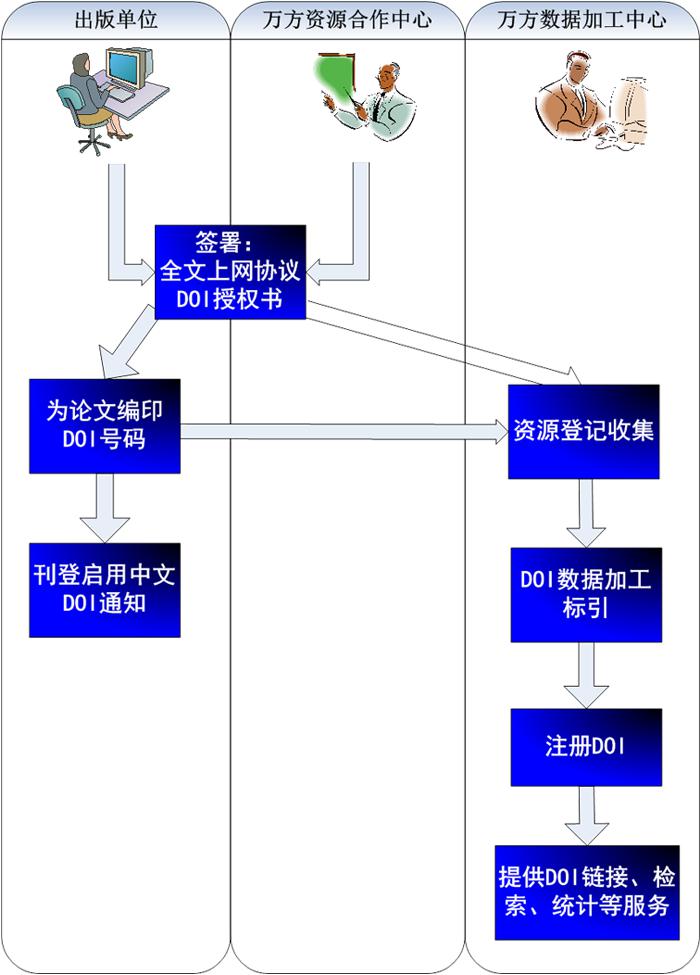 出版单位
万方资源合作中心
万方数据加工中心
签署：
全文上网协议
DOI授权书
为论文编印
DOI号码
资源登记收集
刊登启用中文
DOI通知
DOI数据加工
标引
注册DOI
提供DOI链接、检
索、统计等服务